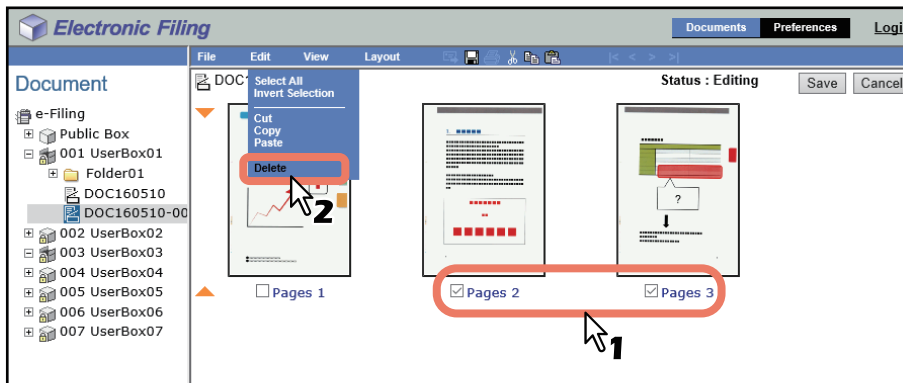 Electronic Filing
Documents Preferences Logi
File Edit View Layout |< < > >|
Document
DOC1 Status : Editing Save Cancel
Select All
Invert Selection
Cut
Copy
Paste
Delete
2
e-Filing
Public Box
001 UserBox01
Folder01
DOC160510
DOC160510-00
002 UserBox02
003 UserBox03
004 UserBox04
005 UserBox05
006 UserBox06
007 UserBox07
?
Pages 1 Pages 2 Pages 3
1